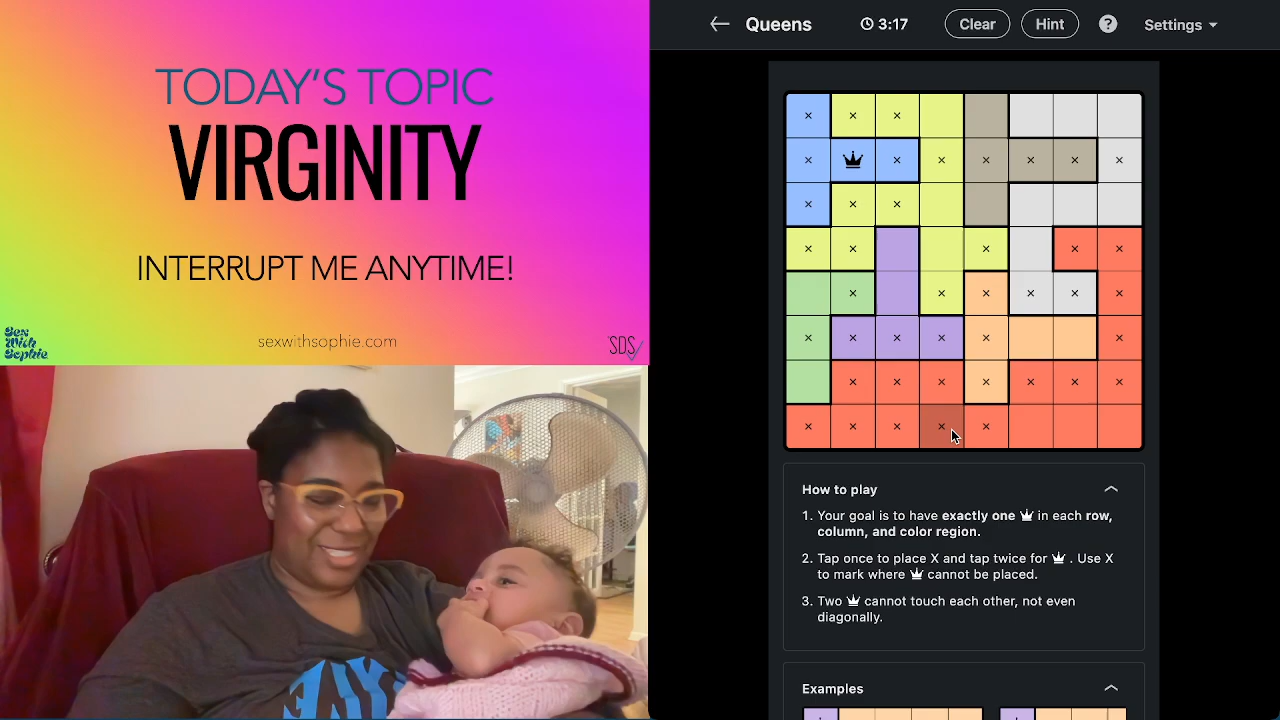 TODAY'S TOPIC
VIRGINITY
INTERRUPT ME ANYTIME!
Sex
With
Sophie
sexwithsophie.com
SDS
Queens
3:17
Clear
Hint
?
Settings
How to play
1. Your goal is to have exactly one in each row,
column, and color region.
2. Tap once to place X and tap twice for . Use X
to mark where cannot be placed.
3. Two cannot touch each other, not even
diagonally.
Examples